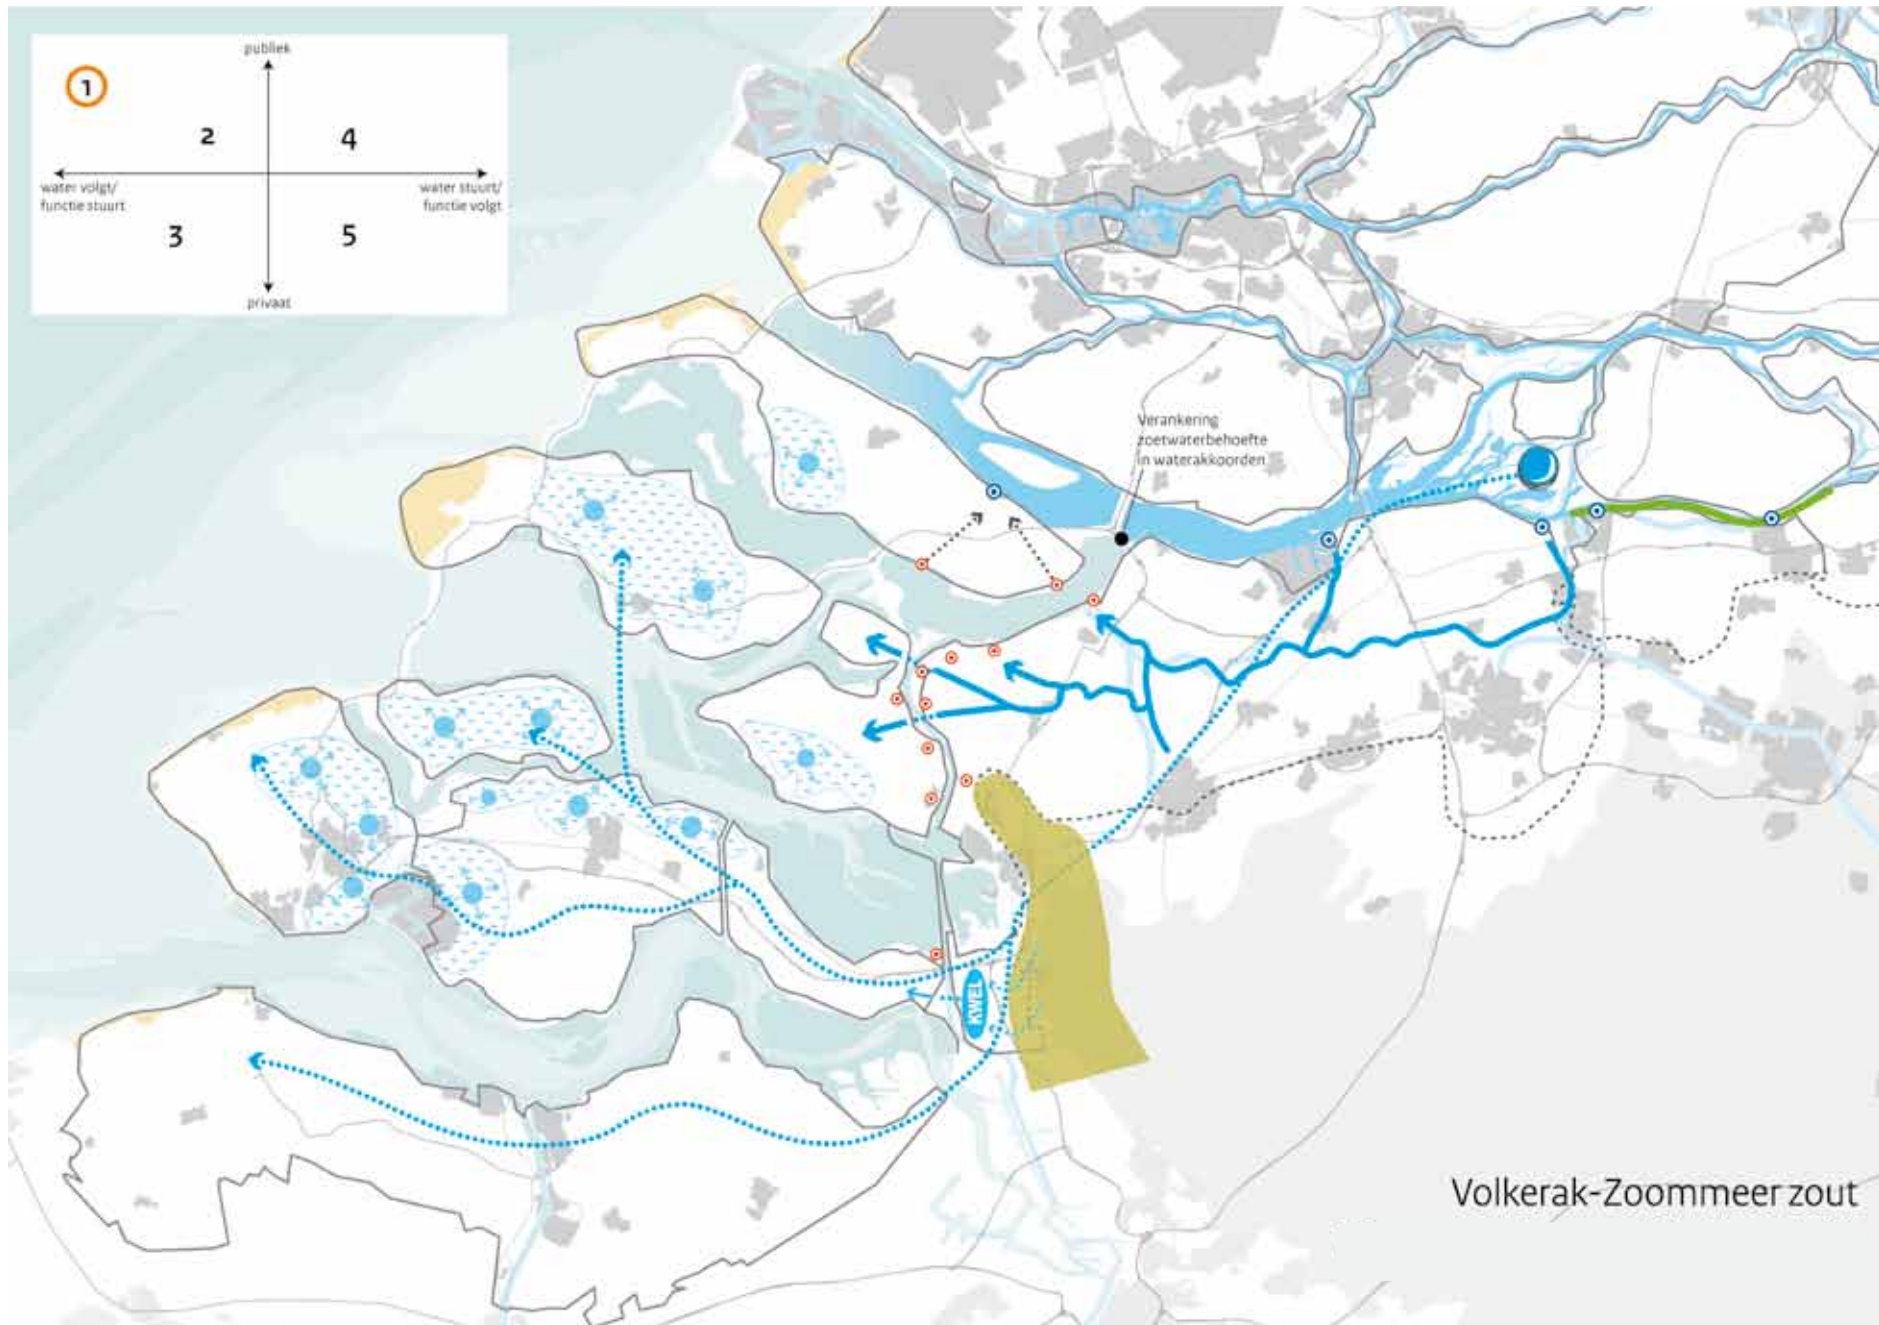 publiek
1
2
4
water volgt/
functie stuurt
water stuurt/
functie volgt
3
5
privaat
Verankering
zoetwaterbehoefte
in waterakkoorden
KWEL
Volkerak-Zoommeer zout